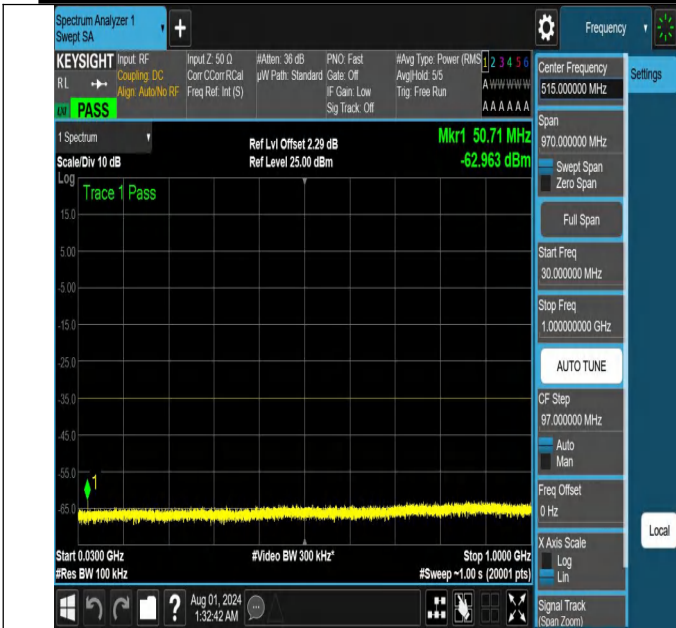 Spectrum Analyzer 1
Swept SA
+
Frequency
KEYSIGHT
RL
PASS
Input: RF
Coupling: DC
Align: Auto/No RF
Input Z: 50 Ω
Corr CCorr RCal
Freq Ref: Int (S)
#Atten: 36 dB
µW Path: Standard
PNO: Fast
Gate: Off
IF Gain: Low
Sig Track: Off
#Avg Type: Power (RMS
Avg|Hold: 5/5
Trig: Free Run
1 2 3 4 5 6
A W W W W W
A A A A A A
1 Spectrum
Scale/Div 10 dB
Ref Lvl Offset 2.29 dB
Ref Level 25.00 dBm
Mkr1 50.71 MHz
-62.963 dBm
Log
Trace 1 Pass
15.0
5.00
-5.00
-15.0
-25.0
-35.0
-45.0
-55.0
-65.0
1
Start 0.0300 GHz
#Video BW 300 kHz*
Stop 1.0000 GHz
#Res BW 100 kHz
#Sweep ~1.00 s (20001 pts)
?
Aug 01, 2024
1:32:42 AM
Center Frequency
515.000000 MHz
Settings
Span
970.000000 MHz
Swept Span
Zero Span
Full Span
Start Freq
30.000000 MHz
Stop Freq
1.000000000 GHz
AUTO TUNE
CF Step
97.000000 MHz
Auto
Man
Freq Offset
0 Hz
Local
X Axis Scale
Log
Lin
Signal Track
(Span Zoom)